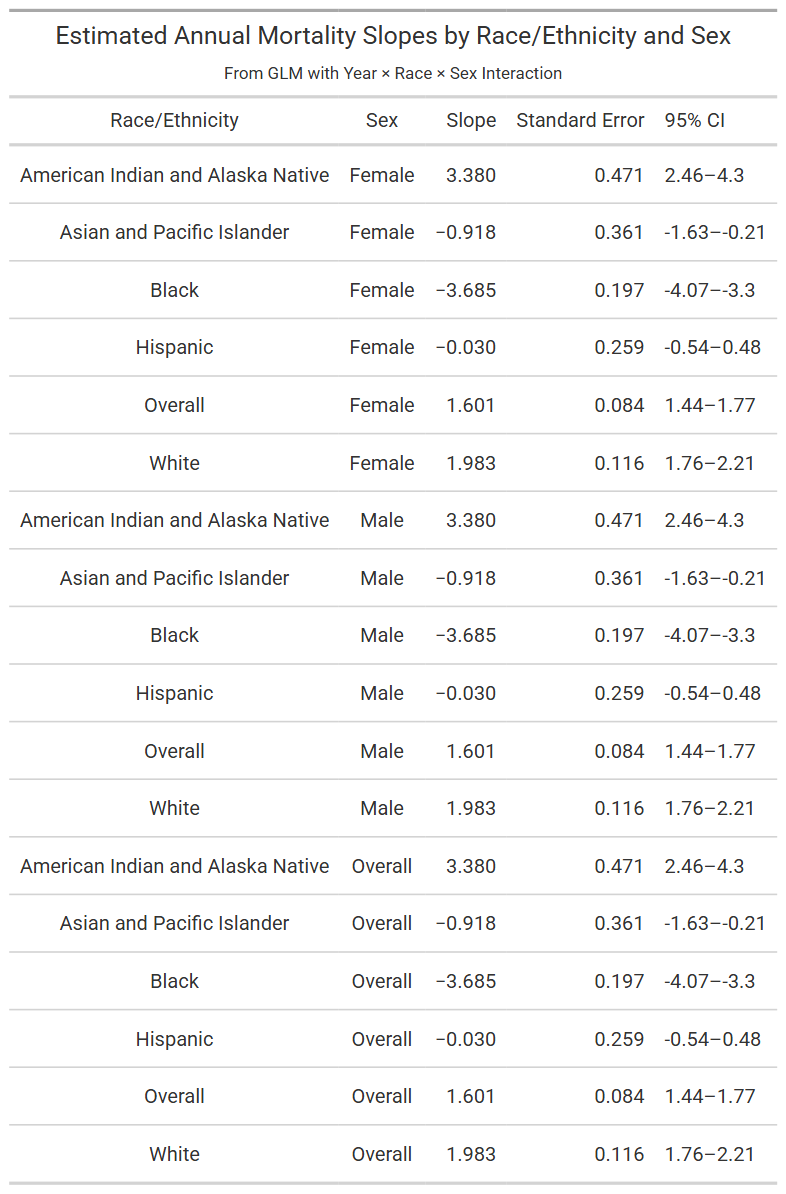 Estimated Annual Mortality Slopes by Race/Ethnicity and Sex
From GLM with Year × Race × Sex Interaction
Race/Ethnicity Sex Slope Standard Error 95% CI
American Indian and Alaska Native Female 3.380 0.471 2.46–4.3
Asian and Pacific Islander Female −0.918 0.361 -1.63–-0.21
Black Female −3.685 0.197 -4.07–-3.3
Hispanic Female −0.030 0.259 -0.54–0.48
Overall Female 1.601 0.084 1.44–1.77
White Female 1.983 0.116 1.76–2.21
American Indian and Alaska Native Male 3.380 0.471 2.46–4.3
Asian and Pacific Islander Male −0.918 0.361 -1.63–-0.21
Black Male −3.685 0.197 -4.07–-3.3
Hispanic Male −0.030 0.259 -0.54–0.48
Overall Male 1.601 0.084 1.44–1.77
White Male 1.983 0.116 1.76–2.21
American Indian and Alaska Native Overall 3.380 0.471 2.46–4.3
Asian and Pacific Islander Overall −0.918 0.361 -1.63–-0.21
Black Overall −3.685 0.197 -4.07–-3.3
Hispanic Overall −0.030 0.259 -0.54–0.48
Overall Overall 1.601 0.084 1.44–1.77
White Overall 1.983 0.116 1.76–2.21